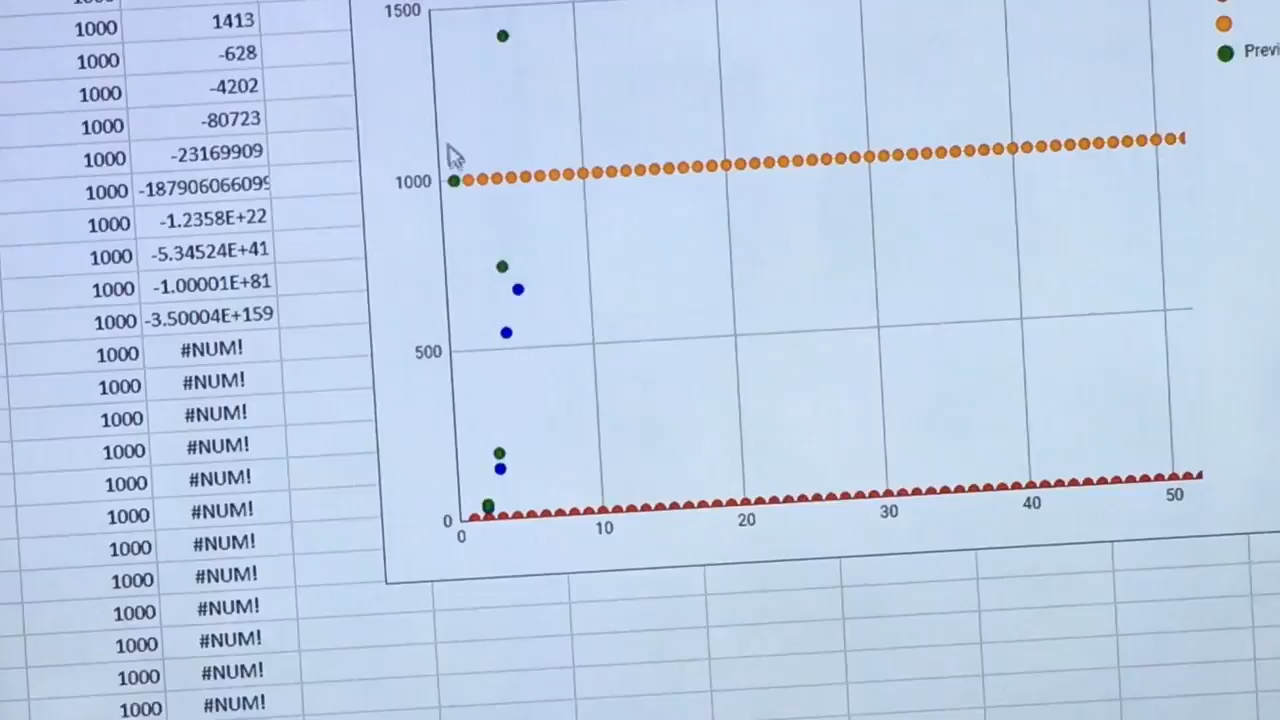 1000 1413
1000 -628
1000 -4202
1000 -80723
1000 -23169909
1000 -187906066099
1000 -1.2358E+22
1000 -5.34524E+41
1000 -1.00001E+81
1000 -3.50004E+159
1000 #NUM!
1000 #NUM!
1000 #NUM!
1000 #NUM!
1000 #NUM!
1000 #NUM!
1000 #NUM!
1000 #NUM!
1000 #NUM!
1000 #NUM!
1000 #NUM!
1000 #NUM!
1500
1000
500
0
0 10 20 30 40 50
Previ